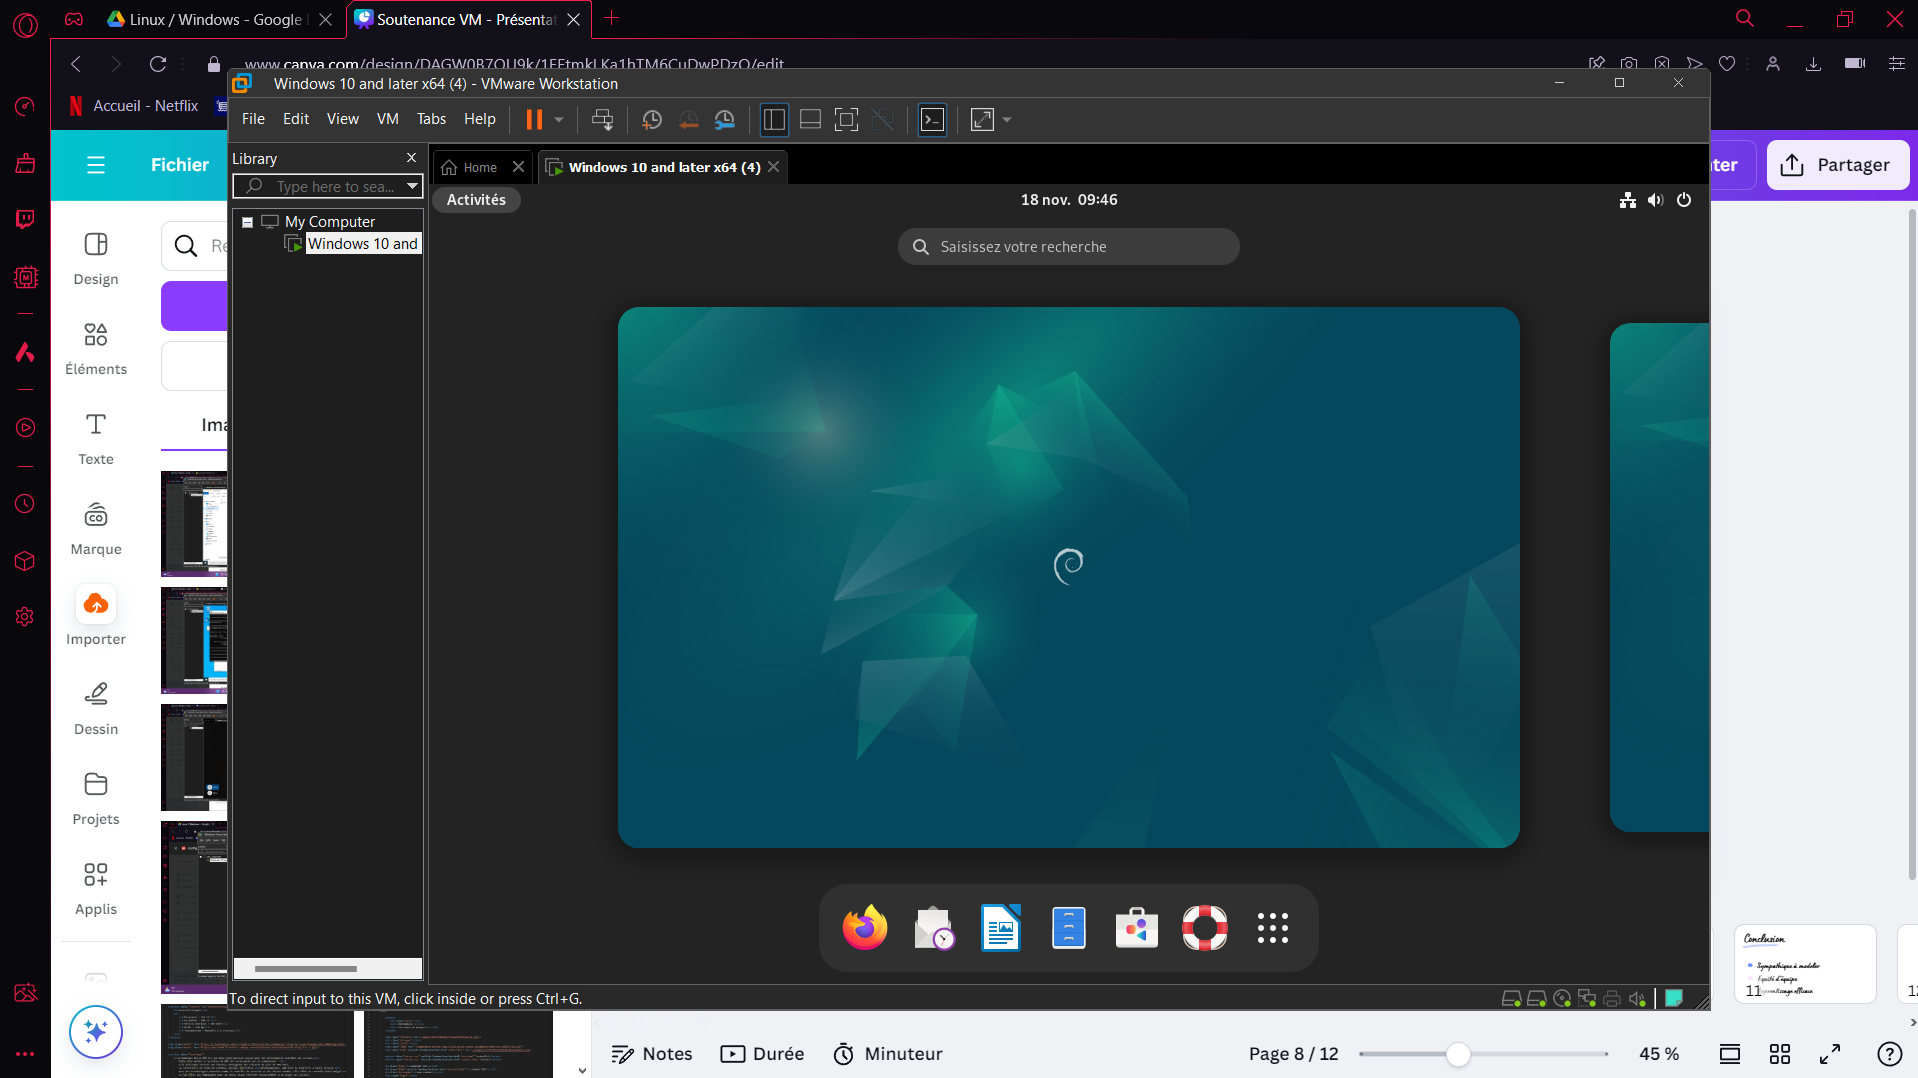 Linux / Windows - Google
Soutenance VM - Présentat
www.canva.com/design/DAGW0B7QU9k/1FFtmkLKa1hTM6CuDwPDzQ/edit
Accueil - Netflix
Windows 10 and later x64 (4) - VMware Workstation
File Edit View VM Tabs Help
Library
Type here to sea...
My Computer
Windows 10 and
Home
Windows 10 and later x64 (4)
Activités
18 nov. 09:46
Saisissez votre recherche
Fichier
ter
Partager
Design
Éléments
Texte
Marque
Importer
Dessin
Projets
Applis
Re
Ima
To direct input to this VM, click inside or press Ctrl+G.
Conclusion
Sympathique à modeler
11
Notes
Durée
Minuteur
Page 8 / 12
45 %